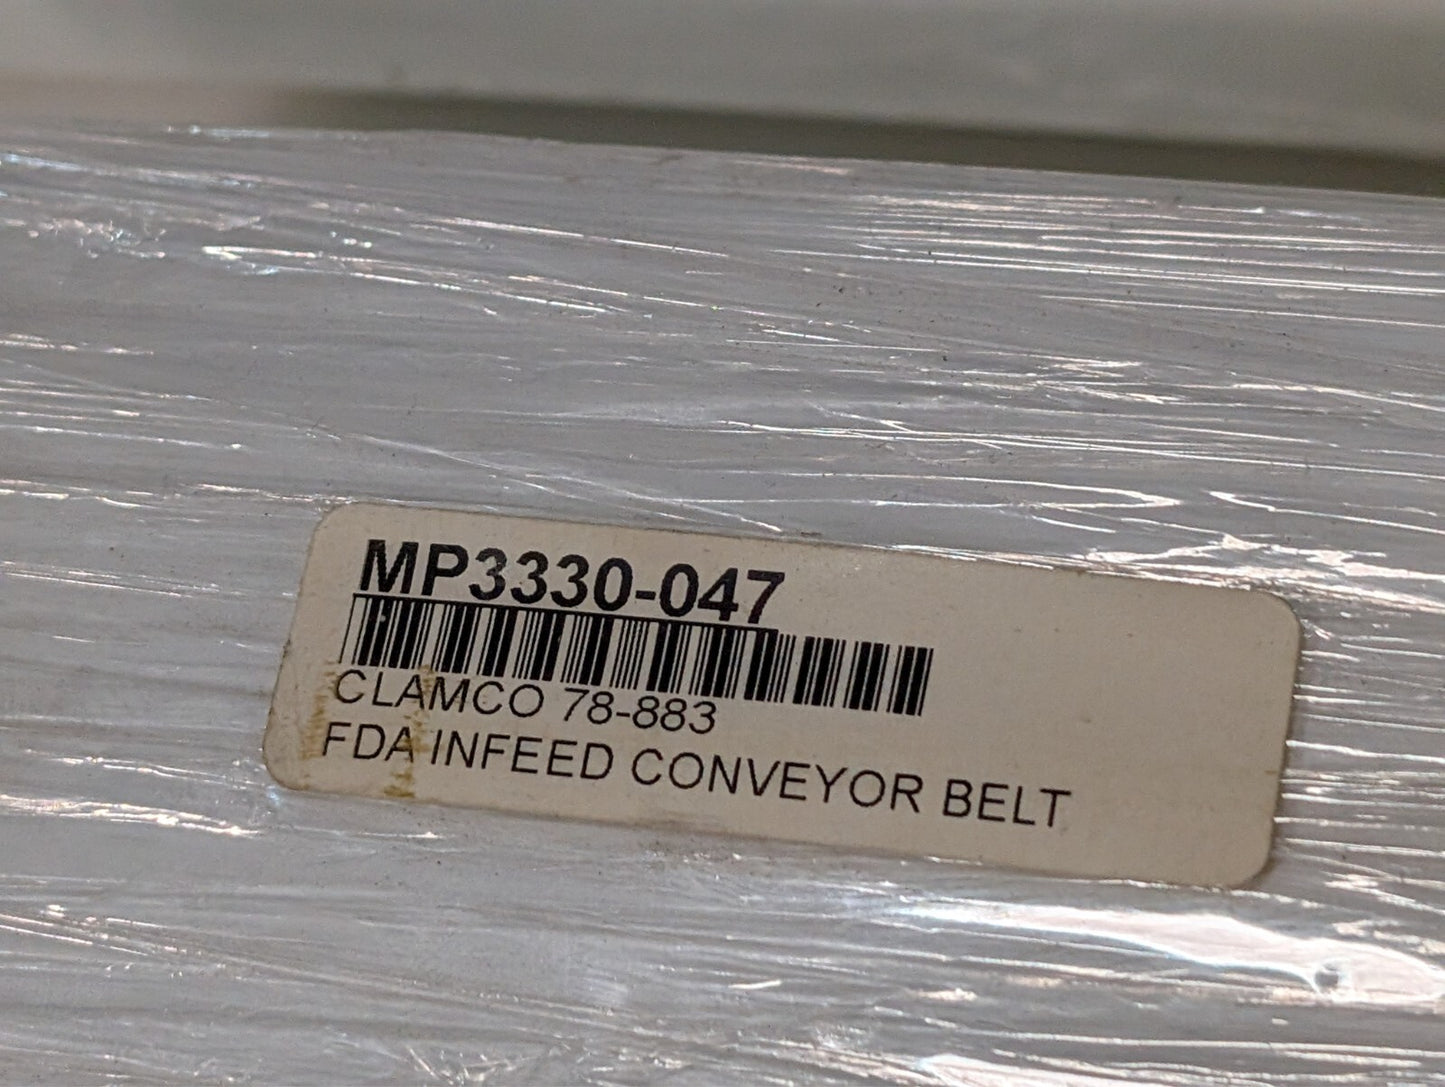 MP3330-047
CLAMCO 78-883
FDA INFEED CONVEYOR BELT